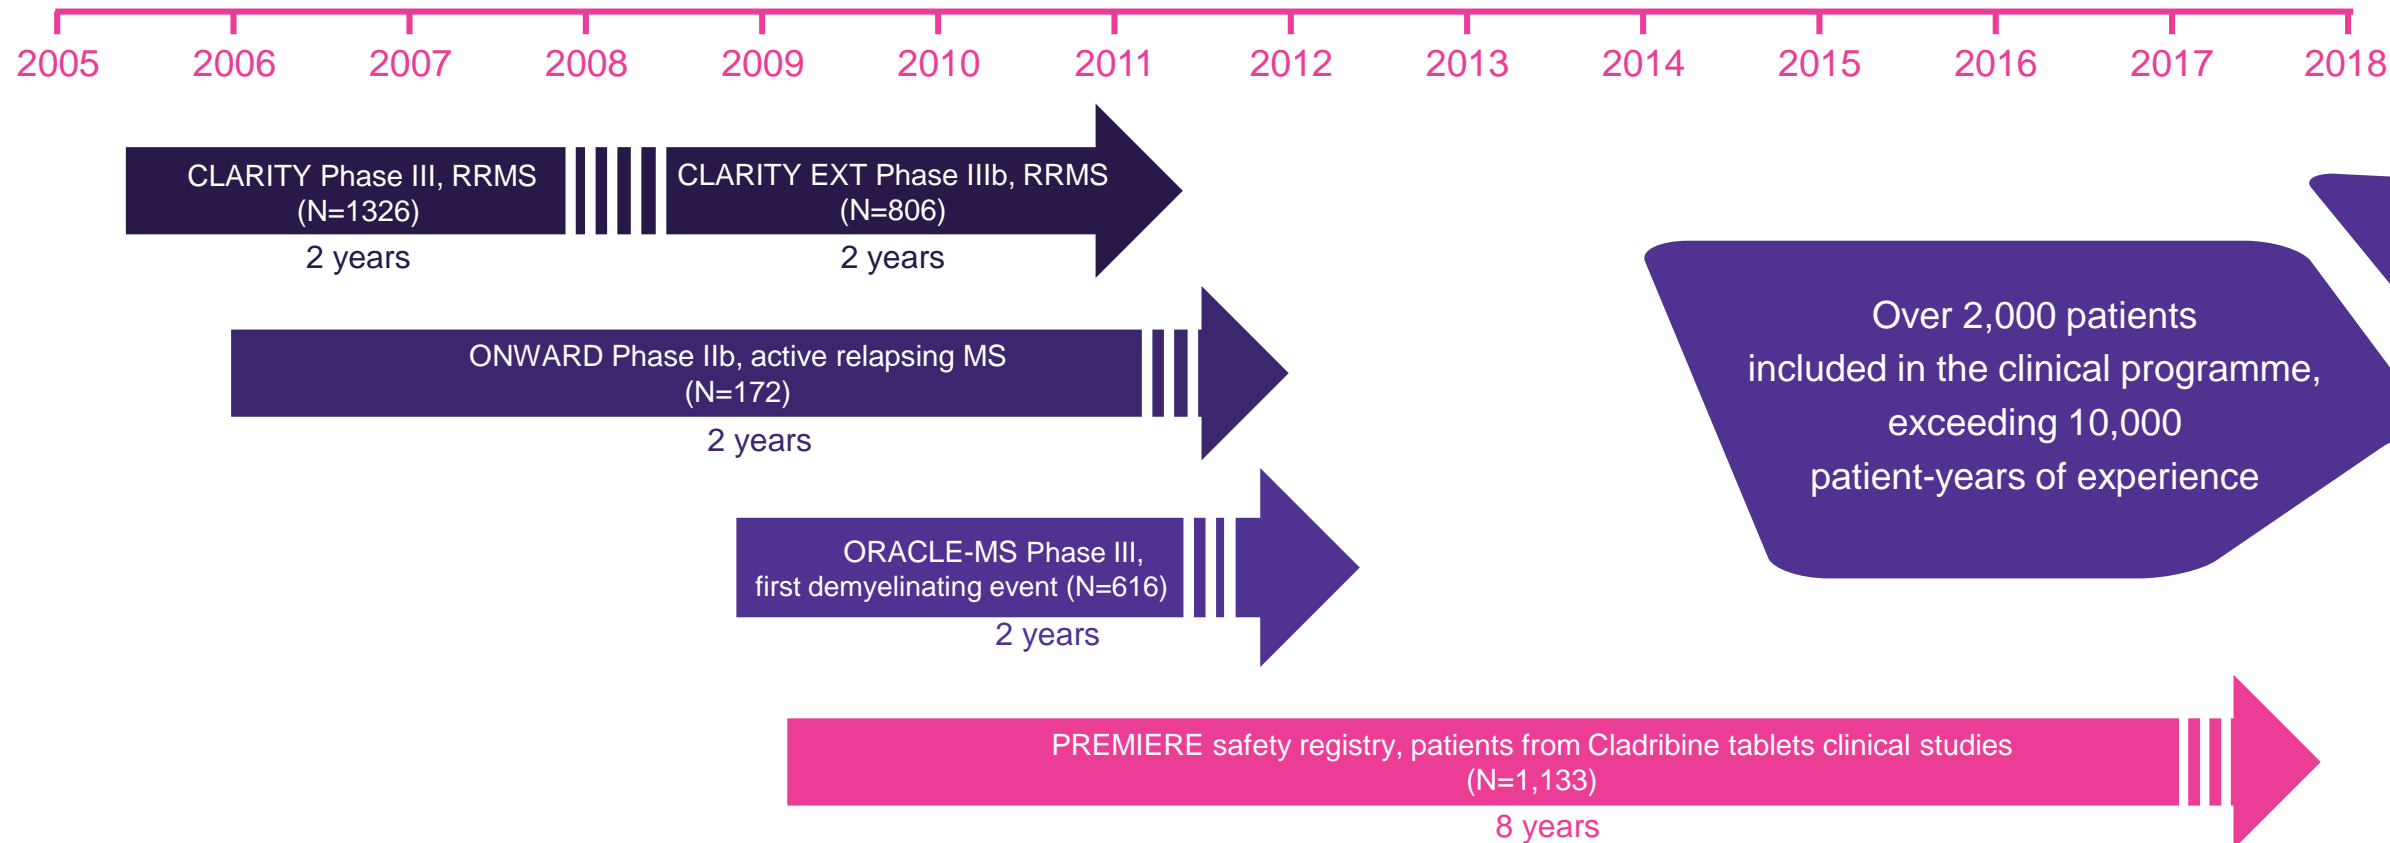 2005 2006 2007 2008 2009 2010 2011 2012 2013 2014 2015 2016 2017 2018
CLARITY Phase III, RRMS
(N=1326)
2 years
CLARITY EXT Phase IIIb, RRMS
(N=806)
2 years
ONWARD Phase IIb, active relapsing MS
(N=172)
2 years
Over 2,000 patients
included in the clinical programme,
exceeding 10,000
patient-years of experience
ORACLE-MS Phase III,
first demyelinating event (N=616)
2 years
PREMIERE safety registry, patients from Cladribine tablets clinical studies
(N=1,133)
8 years